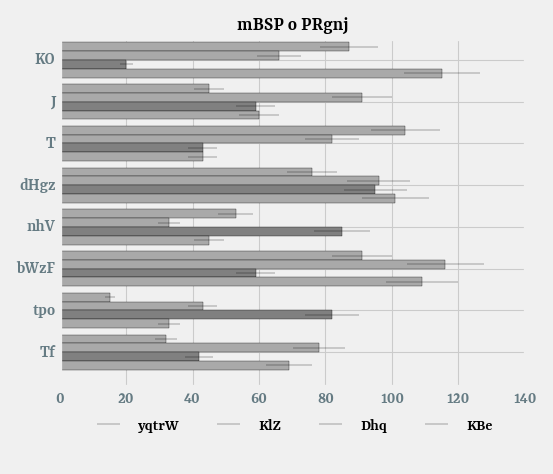 mBSP o PRgnj
KO
J
T
dHgz
nhV
bWzF
tpo
Tf
0 20 40 60 80 100 120 140
yqtrW KlZ Dhq KBe